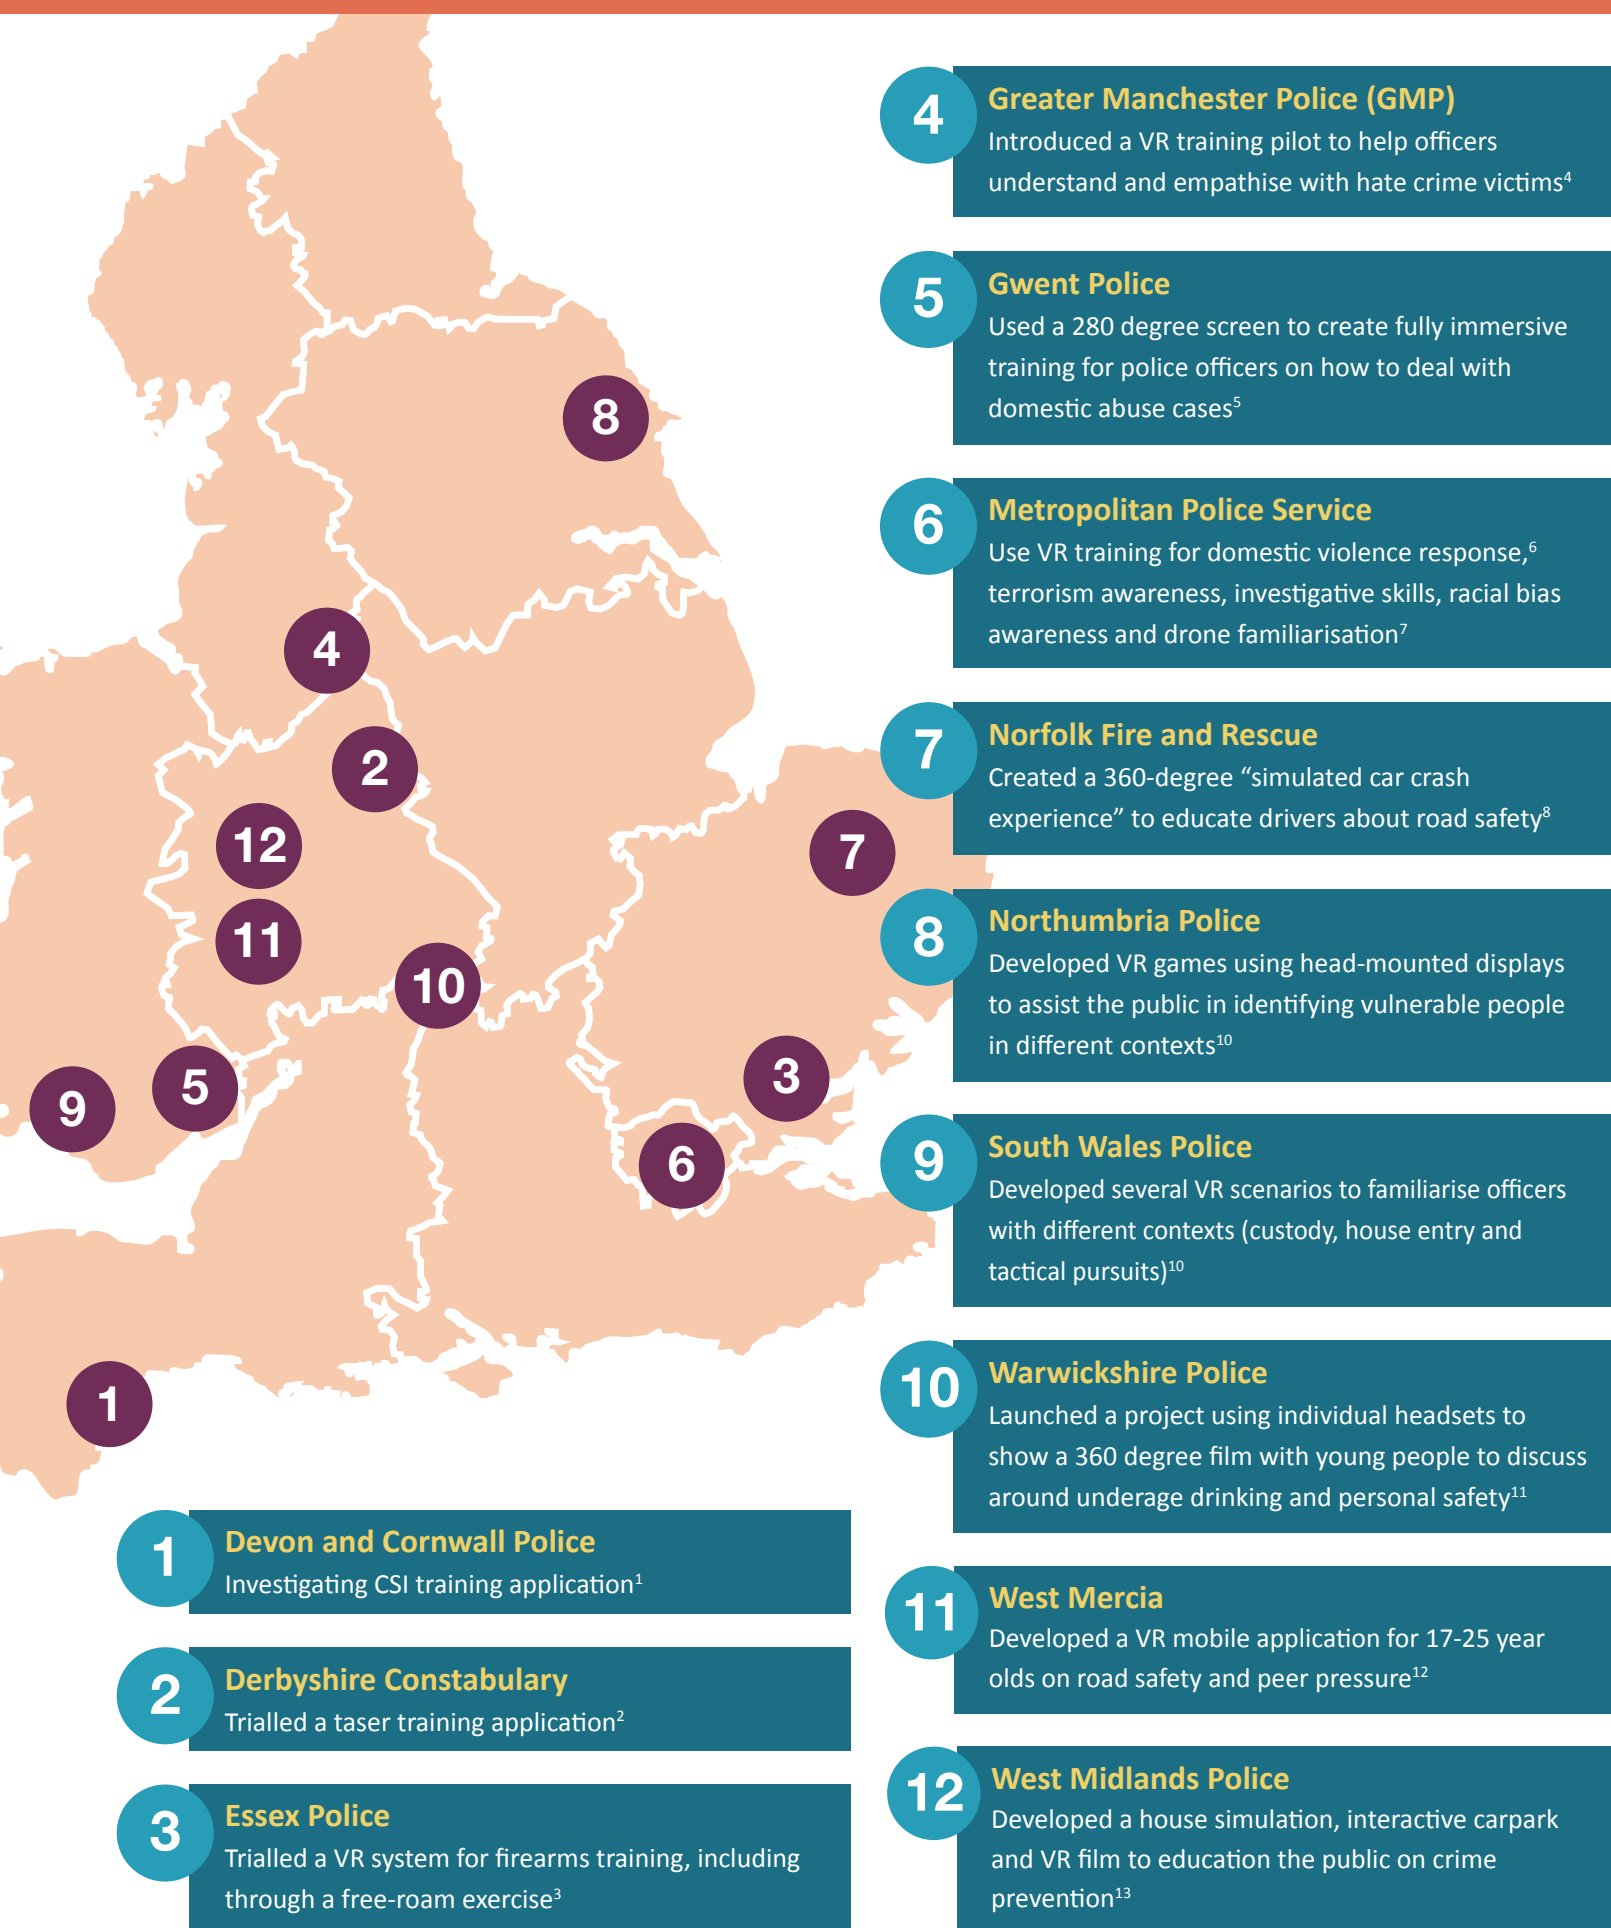 8
4
2
12
7
11
10
3
5
9
6
1
1
Devon and Cornwall Police
Investigating CSI training application¹
2
Derbyshire Constabulary
Trialled a taser training application²
3
Essex Police
Trialled a VR system for firearms training, including
through a free-roam exercise³
4
Greater Manchester Police (GMP)
Introduced a VR training pilot to help officers
understand and empathise with hate crime victims⁴
5
Gwent Police
Used a 280 degree screen to create fully immersive
training for police officers on how to deal with
domestic abuse cases⁵
6
Metropolitan Police Service
Use VR training for domestic violence response,⁶
terrorism awareness, investigative skills, racial bias
awareness and drone familiarisation⁷
7
Norfolk Fire and Rescue
Created a 360-degree “simulated car crash
experience” to educate drivers about road safety⁸
8
Northumbria Police
Developed VR games using head-mounted displays
to assist the public in identifying vulnerable people
in different contexts¹⁰
9
South Wales Police
Developed several VR scenarios to familiarise officers
with different contexts (custody, house entry and
tactical pursuits)¹⁰
10
Warwickshire Police
Launched a project using individual headsets to
show a 360 degree film with young people to discuss
around underage drinking and personal safety¹¹
11
West Mercia
Developed a VR mobile application for 17-25 year
olds on road safety and peer pressure¹²
12
West Midlands Police
Developed a house simulation, interactive carpark
and VR film to education the public on crime
prevention¹³